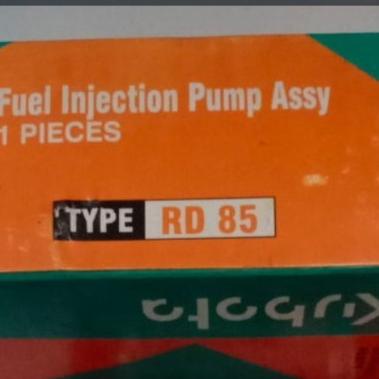 Fuel Injection Pump Assy
1 PIECES
TYPE RD 85
Kubota